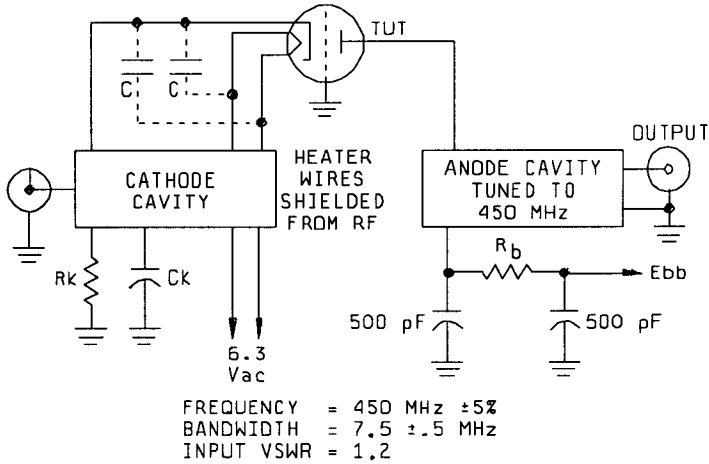 TUT
C
C
OUTPUT
CATHODE
CAVITY
HEATER
WIRES
SHIELDED
FROM RF
ANODE CAVITY
TUNED TO
450 MHz
Rk
Ck
Rb
Ebb
500 pF
500 pF
6.3
Vac
FREQUENCY = 450 MHz ±5%
BANDWIDTH = 7.5 ±.5 MHz
INPUT VSWR = 1.2